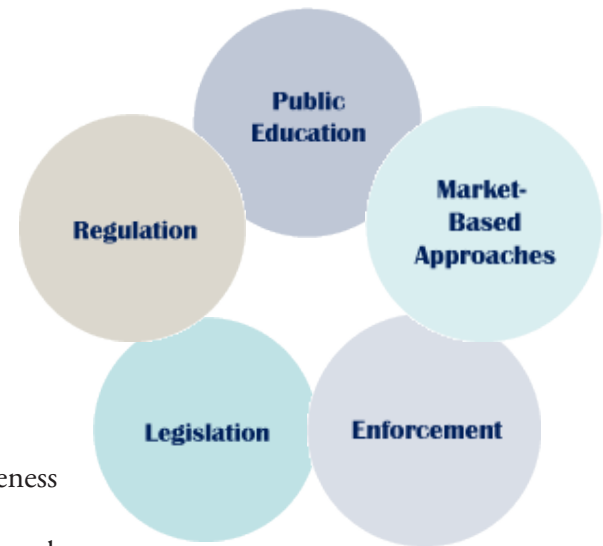 Public
Education
Market-
Based
Approaches
Regulation
Legislation
Enforcement
eness